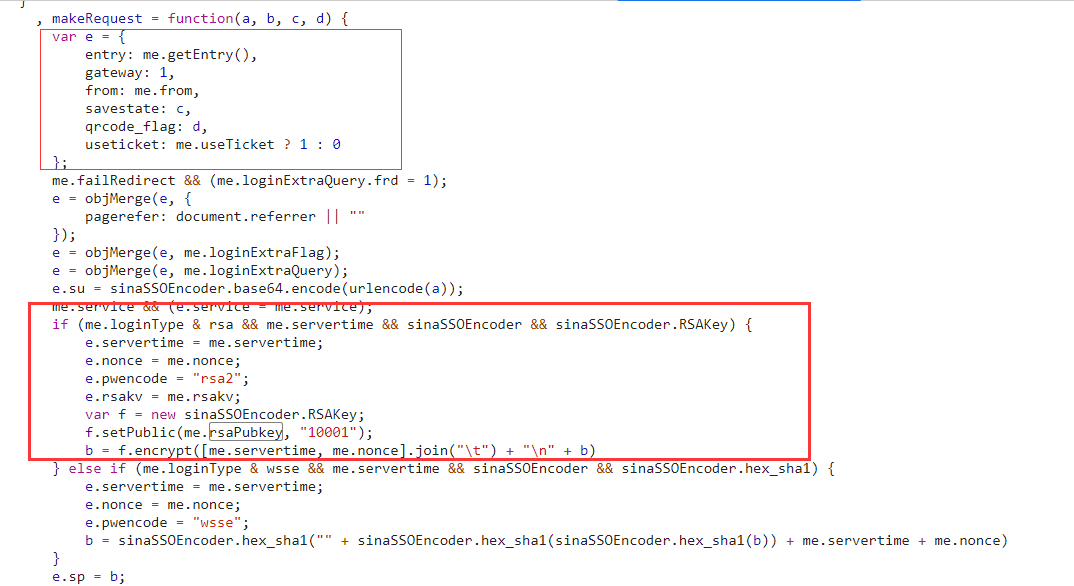 }
, makeRequest = function(a, b, c, d) {
var e = {
entry: me.getEntry(),
gateway: 1,
from: me.from,
savestate: c,
qrcode_flag: d,
useticket: me.useTicket ? 1 : 0
};
me.failRedirect && (me.loginExtraQuery.frd = 1);
e = objMerge(e, {
pagerefer: document.referrer || ""
});
e = objMerge(e, me.loginExtraFlag);
e = objMerge(e, me.loginExtraQuery);
e.su = sinaSSOEncoder.base64.encode(urlencode(a));
me.service && (e.service = me.service);
if (me.loginType & rsa && me.servertime && sinaSSOEncoder && sinaSSOEncoder.RSAKey) {
e.servertime = me.servertime;
e.nonce = me.nonce;
e.pwencode = "rsa2";
e.rsakv = me.rsakv;
var f = new sinaSSOEncoder.RSAKey;
f.setPublic(me.rsaPubkey, "10001");
b = f.encrypt([me.servertime, me.nonce].join("\t") + "\n" + b)
} else if (me.loginType & wsse && me.servertime && sinaSSOEncoder && sinaSSOEncoder.hex_sha1) {
e.servertime = me.servertime;
e.nonce = me.nonce;
e.pwencode = "wsse";
b = sinaSSOEncoder.hex_sha1("" + sinaSSOEncoder.hex_sha1(sinaSSOEncoder.hex_sha1(b)) + me.servertime + me.nonce)
}
e.sp = b;